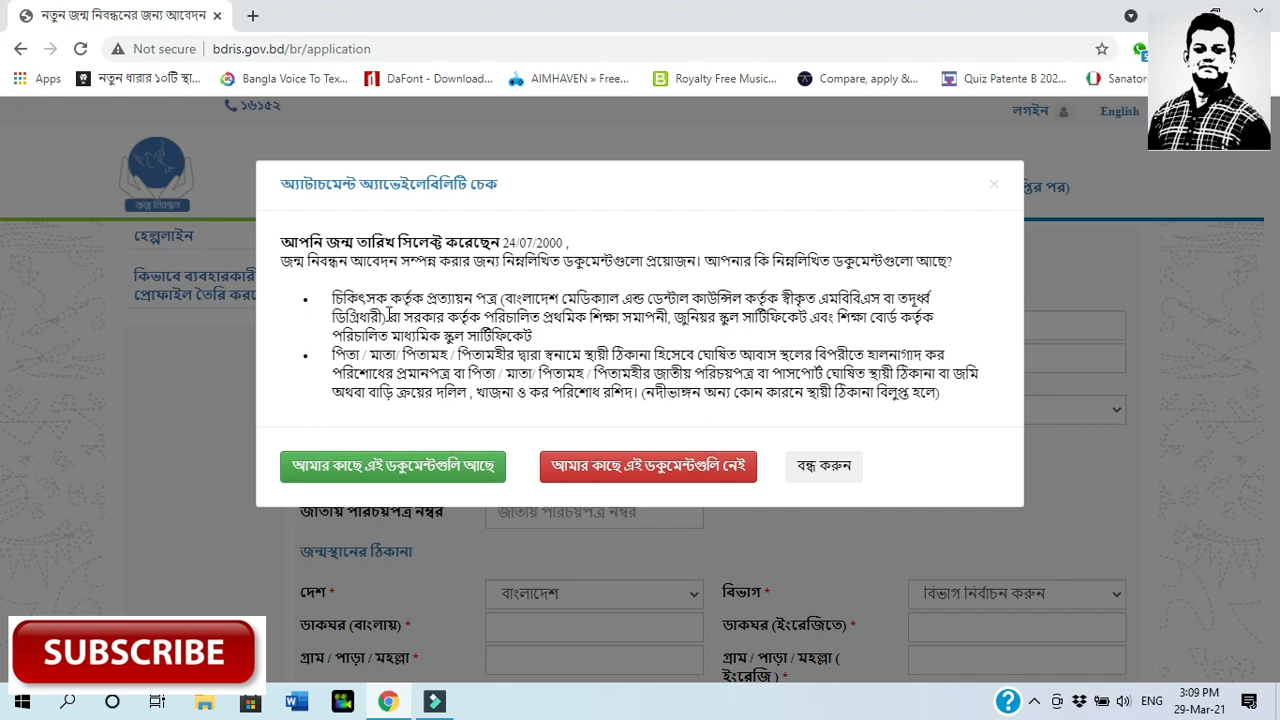 নতুন জন্ম নিবন্ধনের জন্য আবেদন
Not secure bdris.gov.bd/br/application
Apps নতুন ধারার ১০টি স্থা... Bangla Voice To Tex... DaFont - Download... AIMHAVEN » Free... Royalty Free Music... Compare, apply &... Quiz Patente B 202... Sanator
১৬১৫২ লগইন English
অ্যাটাচমেন্ট অ্যাভেইলেবিলিটি চেক ×
জন্ম নিবন্ধন
হেল্পলাইন
আপনি জন্ম তারিখ সিলেক্ট করেছেন 24/07/2000 ,
জন্ম নিবন্ধন আবেদন সম্পন্ন করার জন্য নিম্নলিখিত ডকুমেন্টগুলো প্রয়োজন। আপনার কি নিম্নলিখিত ডকুমেন্টগুলো আছে?
কিভাবে ব্যবহারকারী
প্রোফাইল তৈরি কর
• চিকিৎসক কর্তৃক প্রত্যায়ন পত্র (বাংলাদেশ মেডিক্যাল এন্ড ডেন্টাল কাউন্সিল কর্তৃক স্বীকৃত এমবিবিএস বা তদূর্ধ্ব
ডিগ্রিধারী) বা সরকার কর্তৃক পরিচালিত প্রথমিক শিক্ষা সমাপনী, জুনিয়র স্কুল সার্টিফিকেট এবং শিক্ষা বোর্ড কর্তৃক
পরিচালিত মাধ্যমিক স্কুল সার্টিফিকেট
• পিতা / মাতা/ পিতামহ / পিতামহীর দ্বারা স্বনামে স্থায়ী ঠিকানা হিসেবে ঘোষিত আবাস স্থলের বিপরীতে হালনাগাদ কর
পরিশোধের প্রমানপত্র বা পিতা / মাতা/ পিতামহ / পিতামহীর জাতীয় পরিচয়পত্র বা পাসপোর্ট ঘোষিত স্থায়ী ঠিকানা বা জমি
অথবা বাড়ি ক্রয়ের দলিল , খাজনা ও কর পরিশোধ রশিদ। (নদীভাঙ্গন অন্য কোন কারনে স্থায়ী ঠিকানা বিলুপ্ত হলে)
আমার কাছে এই ডকুমেন্টগুলি আছে আমার কাছে এই ডকুমেন্টগুলি নেই বন্ধ করুন
জাতীয় পরিচয়পত্র নম্বর জাতীয় পরিচয়পত্র নম্বর
জন্মস্থানের ঠিকানা
দেশ * বাংলাদেশ বিভাগ * বিভাগ নির্বাচন করুন
ডাকঘর (বাংলায়) * ডাকঘর (ইংরেজিতে) *
গ্রাম / পাড়া / মহল্লা * গ্রাম / পাড়া / মহল্লা (
ইংরেজি ) *
SUBSCRIBE
ENG 3:09 PM
29-Mar-21